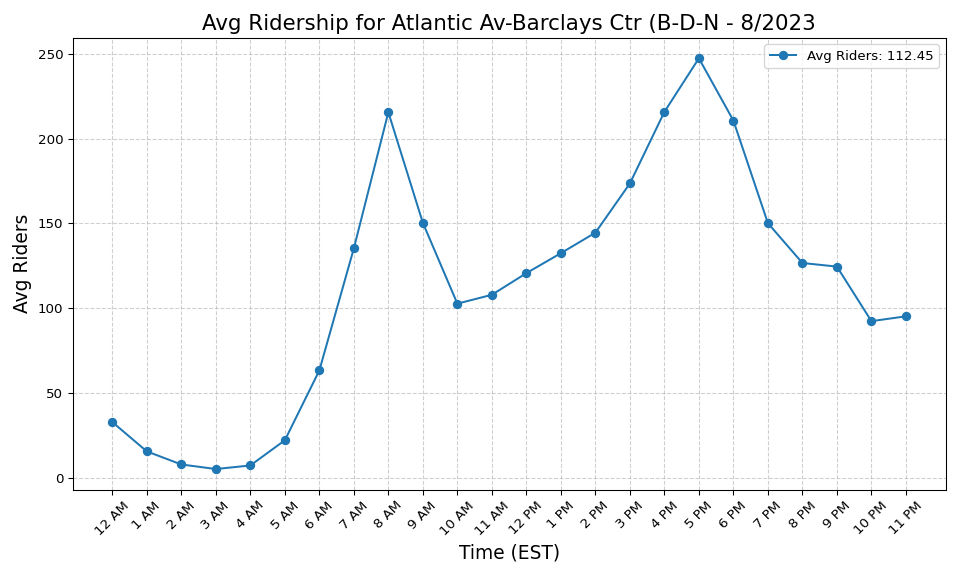 Avg Ridership for Atlantic Av-Barclays Ctr (B-D-N - 8/2023
Avg Riders: 112.45
Avg Riders
250
200
150
100
50
0
12 AM
1 AM
2 AM
3 AM
4 AM
5 AM
6 AM
7 AM
8 AM
9 AM
10 AM
11 AM
12 PM
1 PM
2 PM
3 PM
4 PM
5 PM
6 PM
7 PM
8 PM
9 PM
10 PM
11 PM
Time (EST)